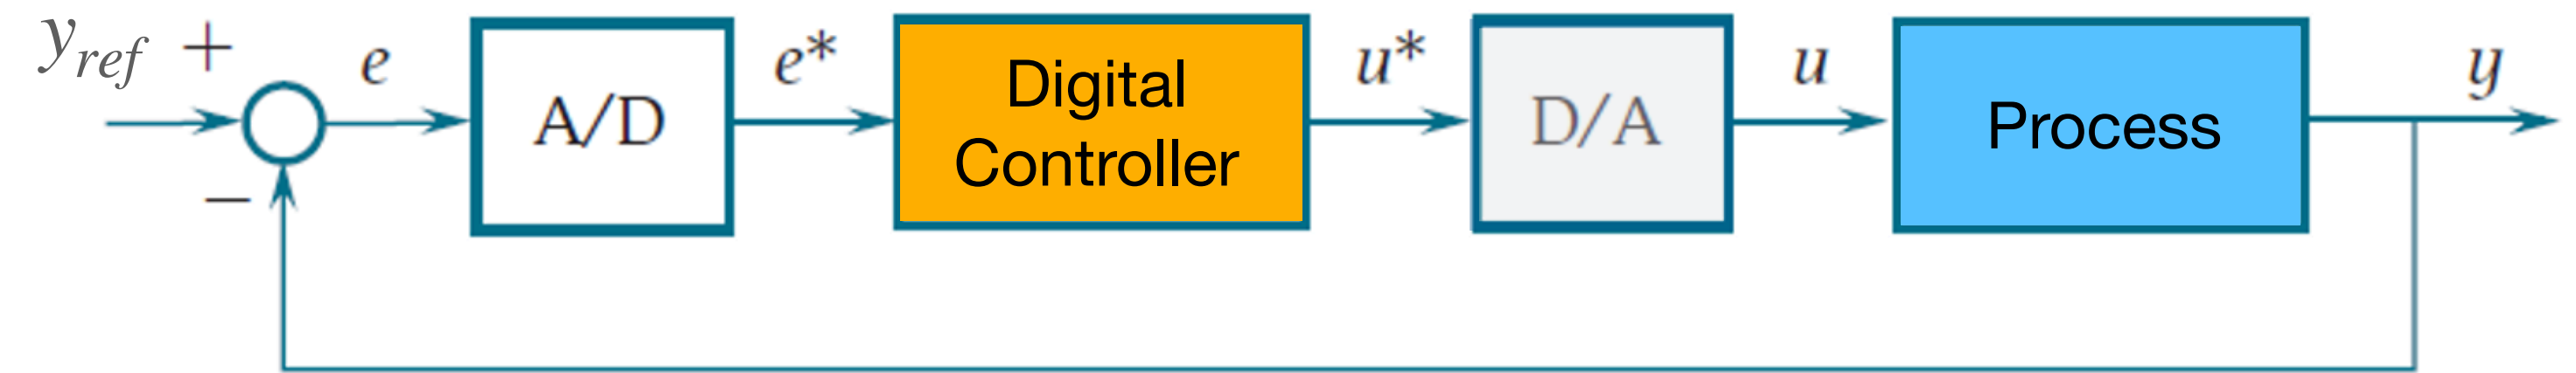 y_ref + e A/D e* Digital Controller u* D/A u Process y
−